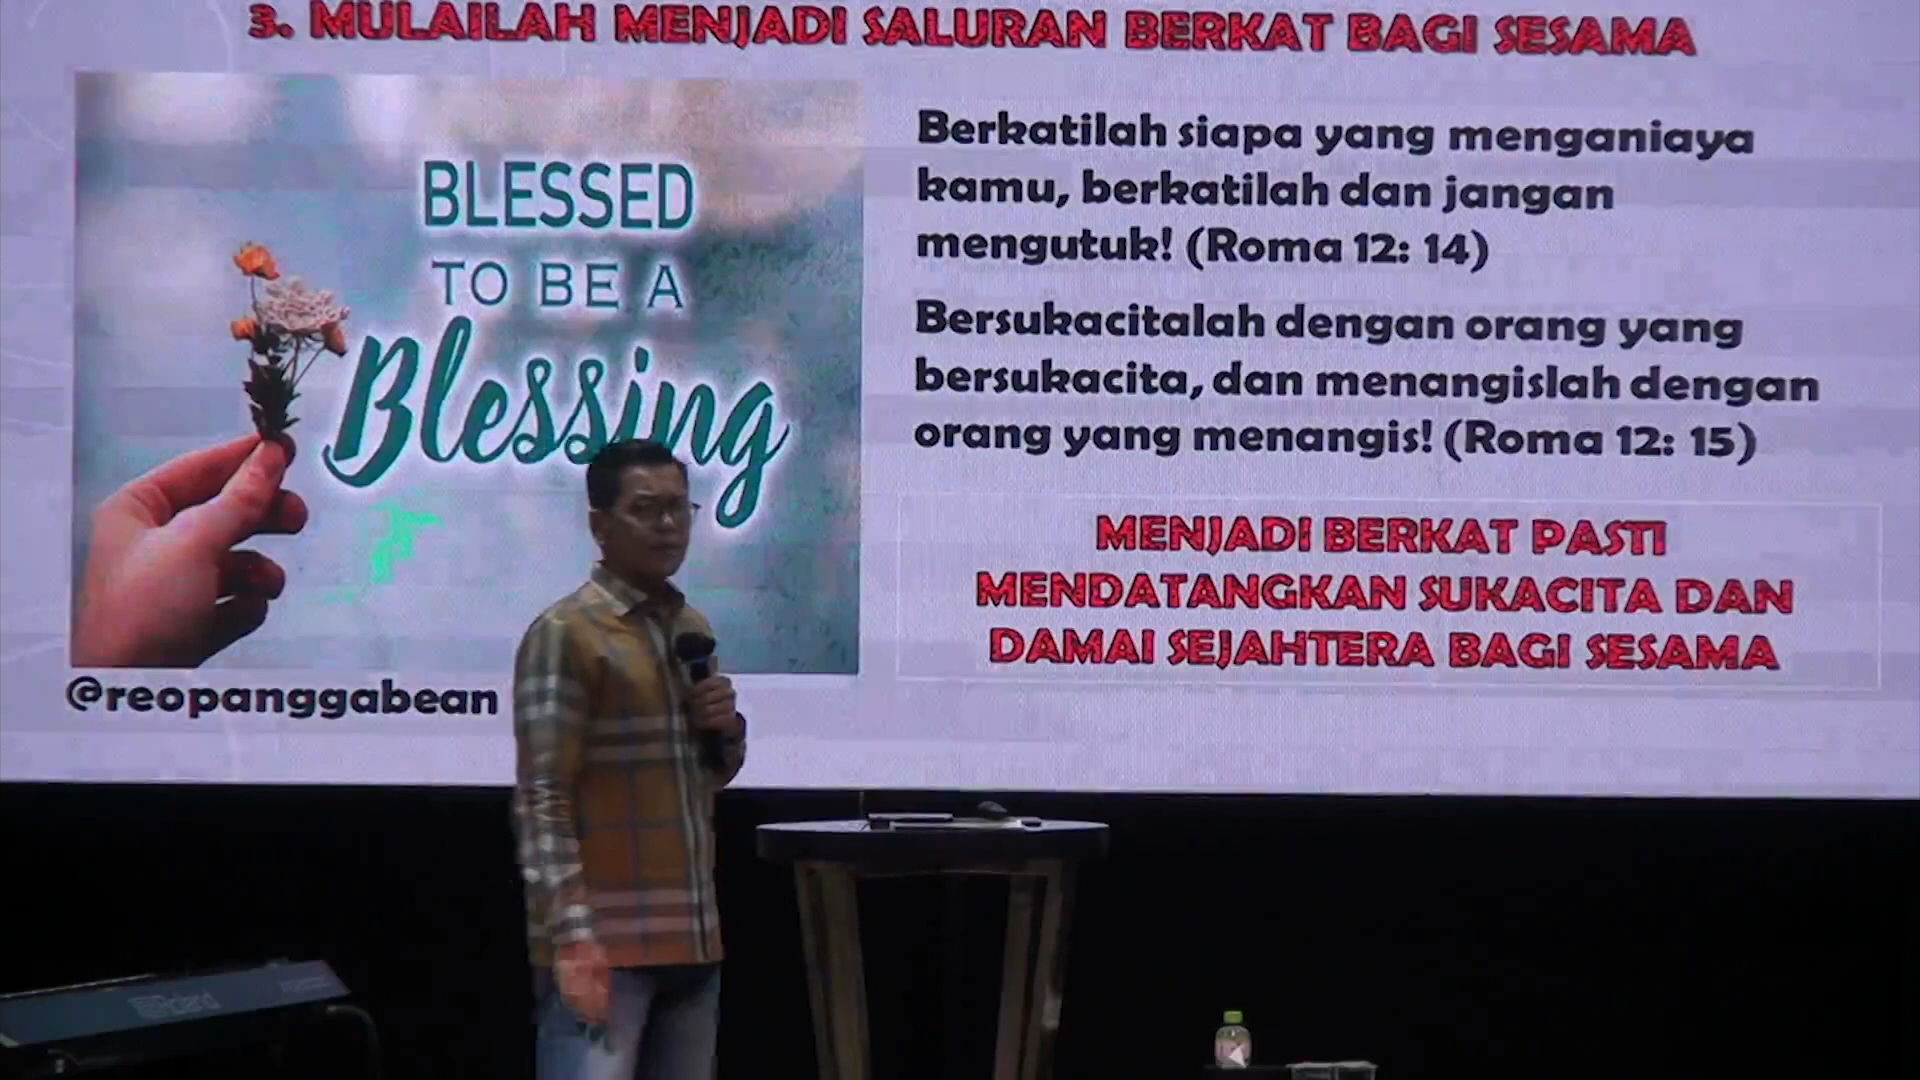 3. MULAILAH MENJADI SALURAN BERKAT BAGI SESAMA
BLESSED
TO BE A
Blessing
@reopanggabean
Berkatilah siapa yang menganiaya
kamu, berkatilah dan jangan
mengutuk! (Roma 12: 14)
Bersukacitalah dengan orang yang
bersukacita, dan menangislah dengan
orang yang menangis! (Roma 12: 15)
MENJADI BERKAT PASTI
MENDATANGKAN SUKACITA DAN
DAMAI SEJAHTERA BAGI SESAMA
Roland